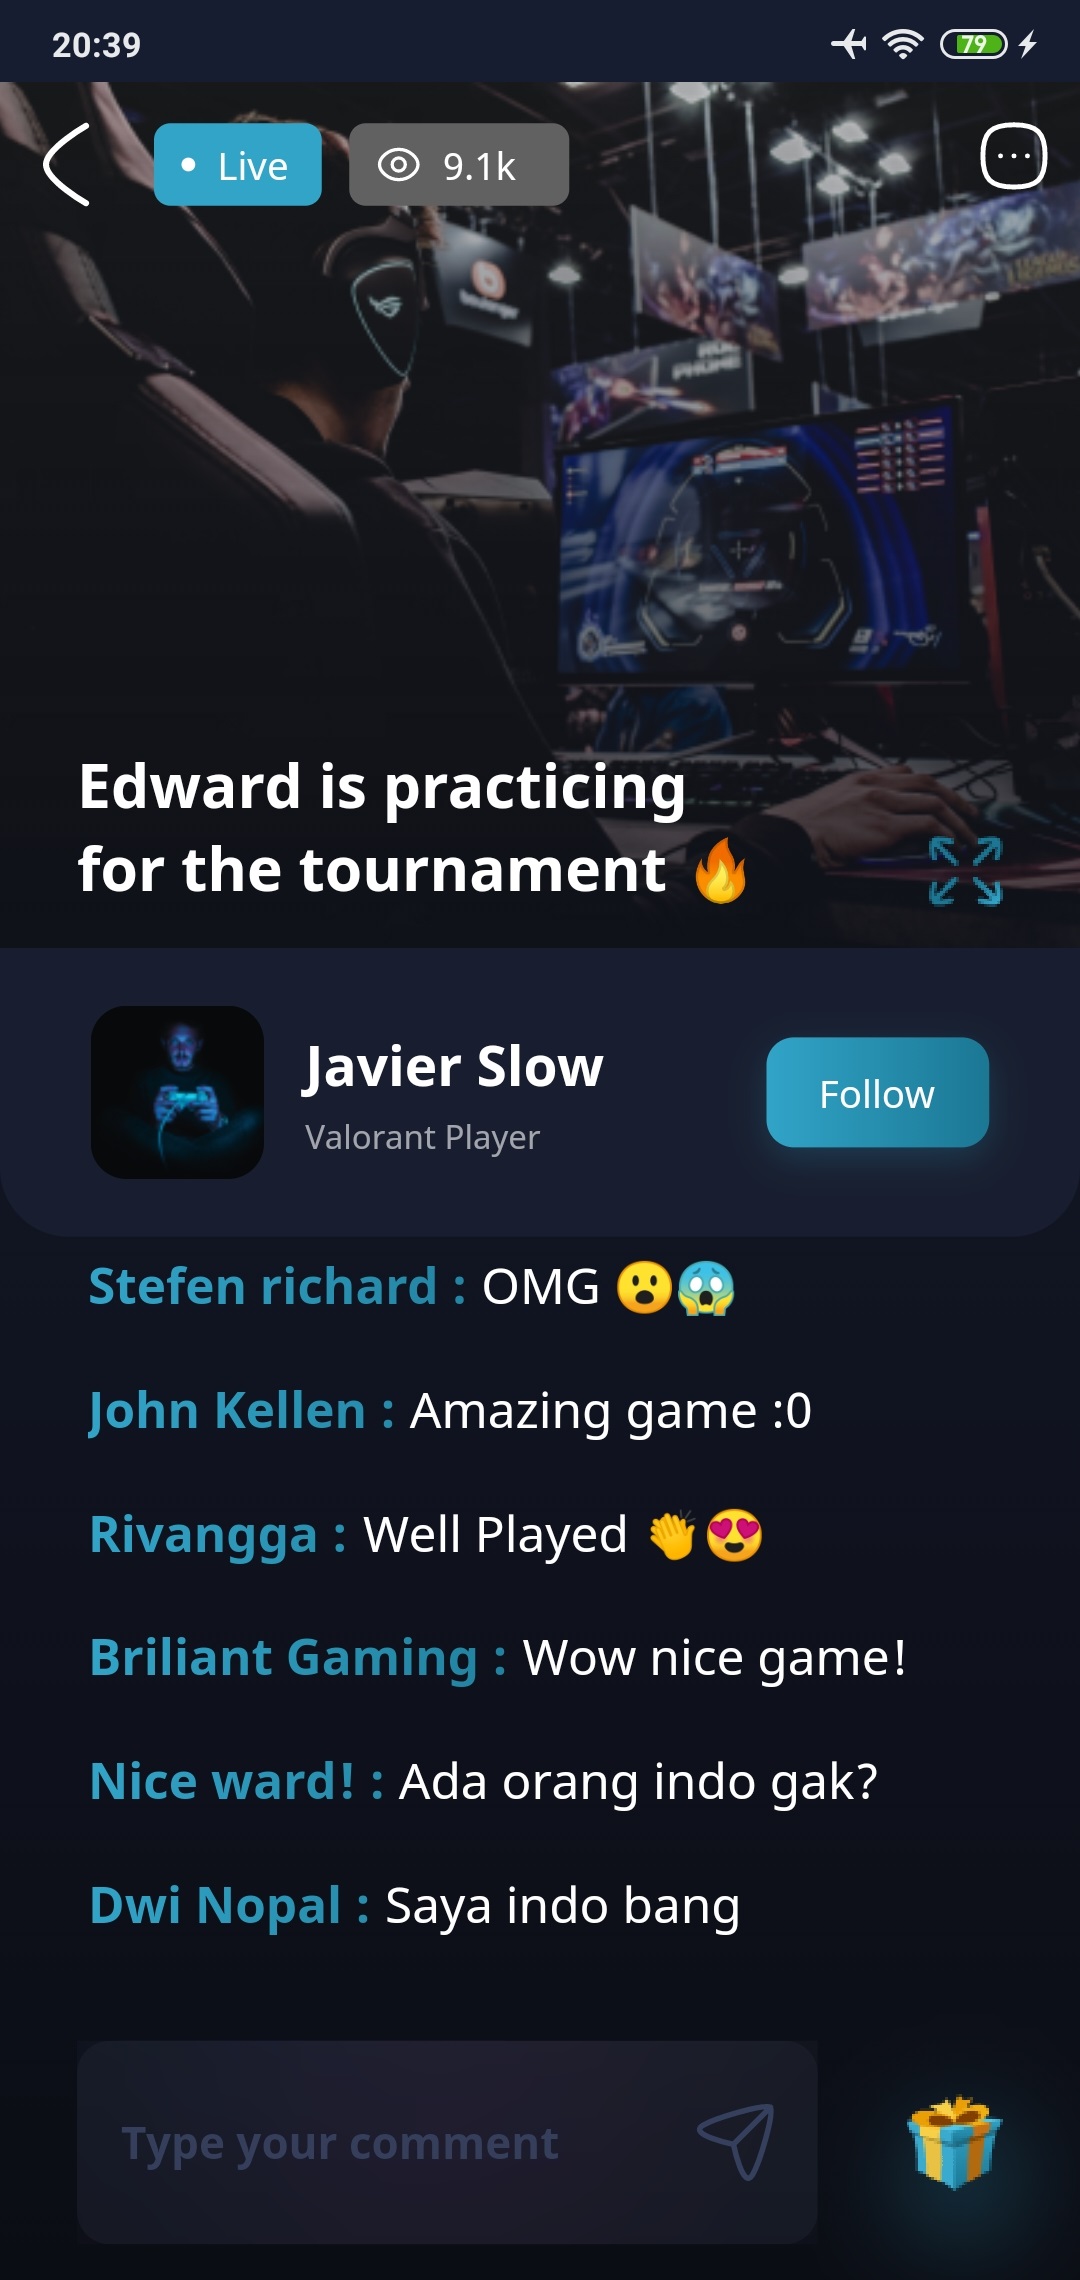 20:39
79
Live
9.1k
Edward is practicing
for the tournament 🔥
Javier Slow
Valorant Player
Follow
Stefen richard : OMG 😮😱
John Kellen : Amazing game :0
Rivangga : Well Played 👏😍
Briliant Gaming : Wow nice game!
Nice ward! : Ada orang indo gak?
Dwi Nopal : Saya indo bang
Type your comment